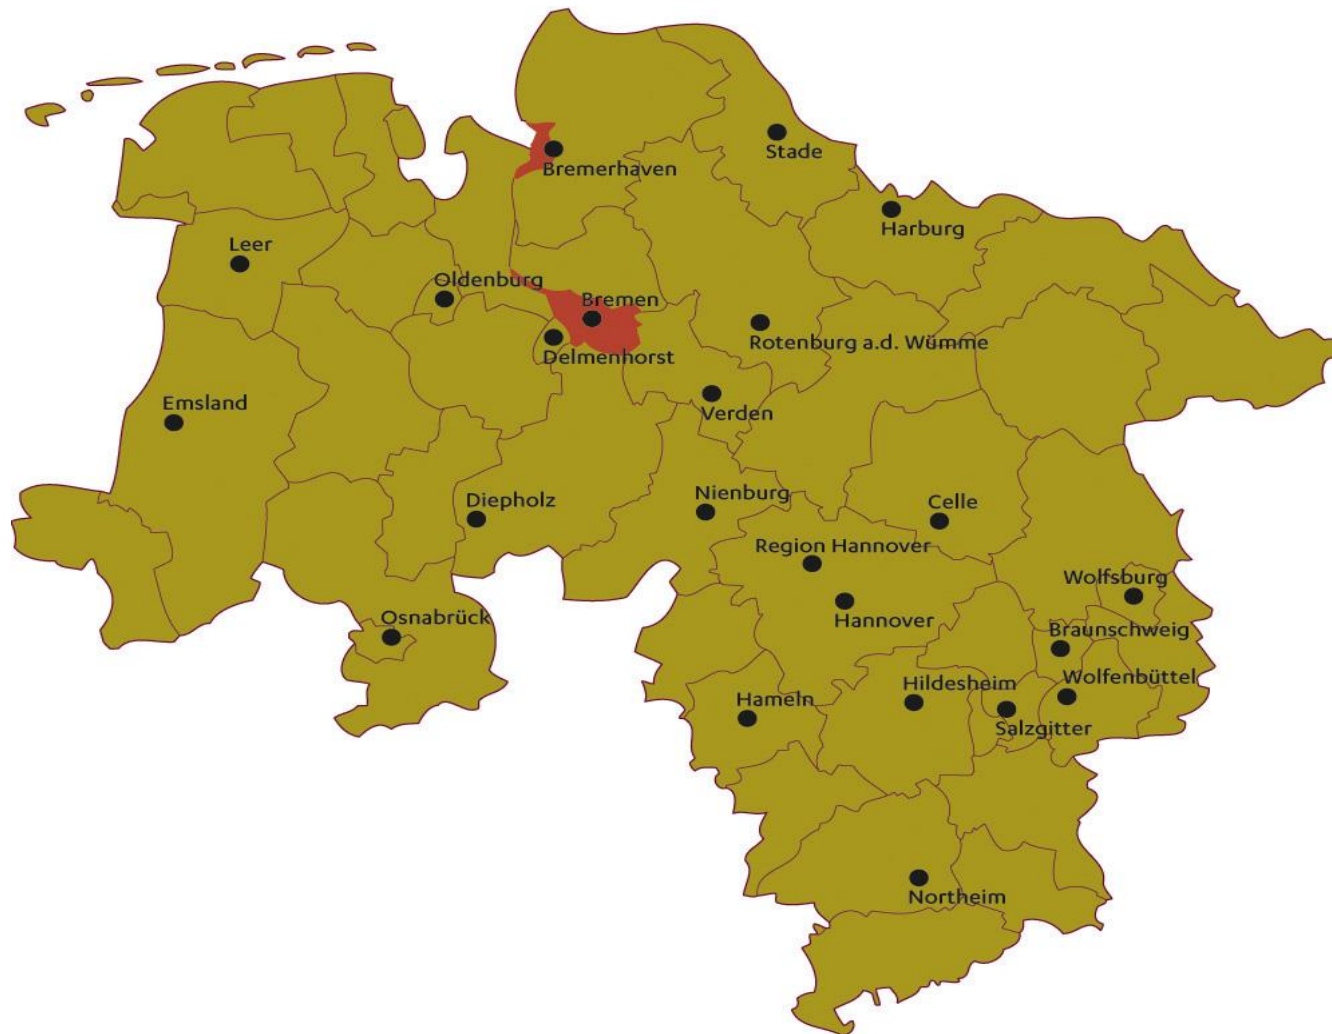 Stade
Bremerhaven
Harburg
Leer
Oldenburg
Bremen
Rotenburg a.d. Wümme
Delmenhorst
Emsland
Verden
Diepholz
Nienburg
Celle
Region Hannover
Wolfsburg
Osnabrück
Hannover
Braunschweig
Wolfenbüttel
Hildesheim
Hameln
Salzgitter
Northeim